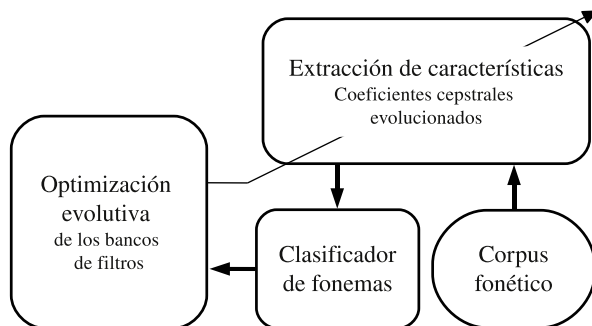 Extracción de características
Coeficientes cepstrales
evolucionados
Optimización
evolutiva
de los bancos
de filtros
Clasificador
de fonemas
Corpus
fonético